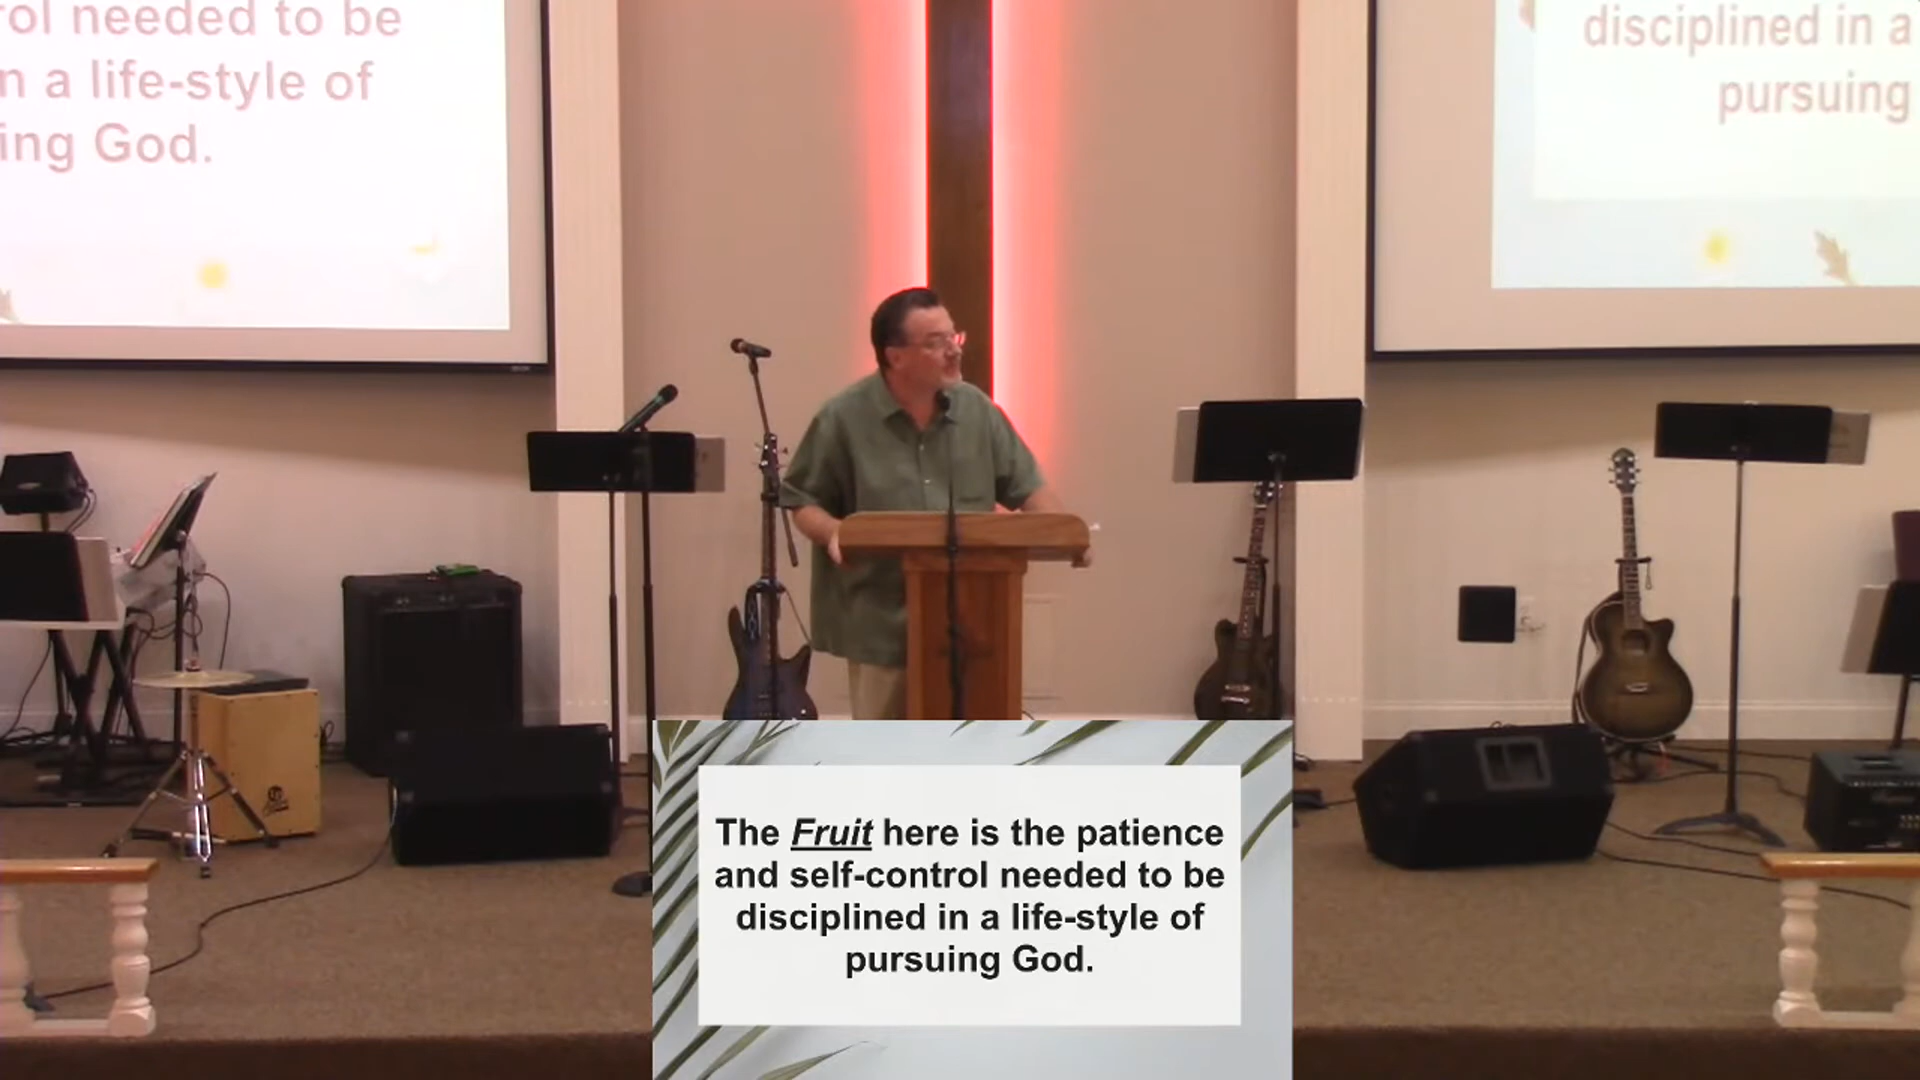 rol needed to be
n a life-style of
ing God.
disciplined in a
pursuing
The Fruit here is the patience
and self-control needed to be
disciplined in a life-style of
pursuing God.